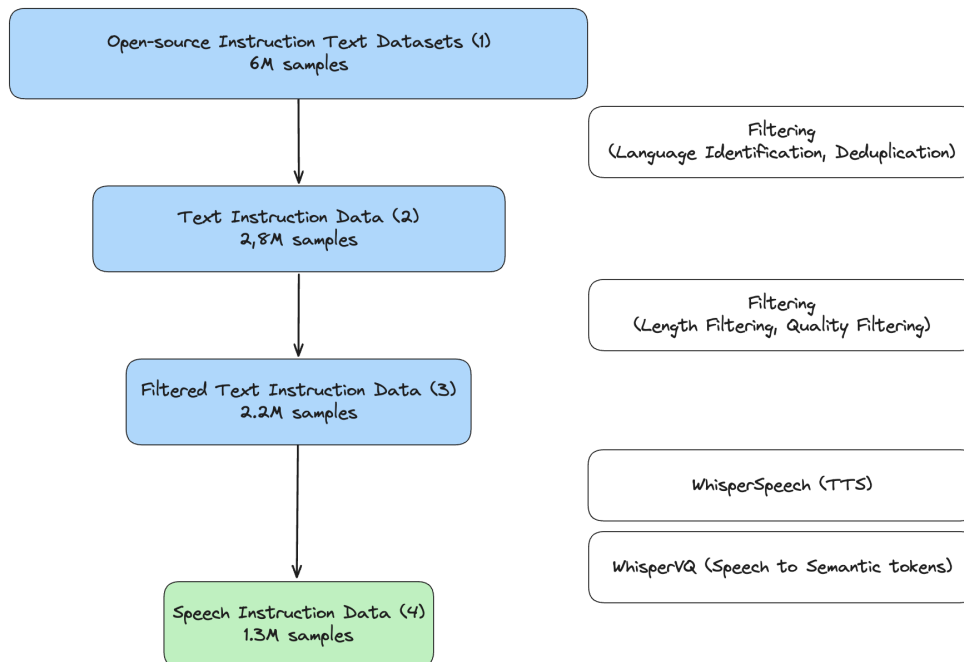 Open-source Instruction Text Datasets (1)
6M samples
Filtering
(Language Identification, Deduplication)
Text Instruction Data (2)
2,8M samples
Filtering
(Length Filtering, Quality Filtering)
Filtered Text Instruction Data (3)
2.2M samples
WhisperSpeech (TTS)
WhisperVQ (Speech to Semantic tokens)
Speech Instruction Data (4)
1.3M samples